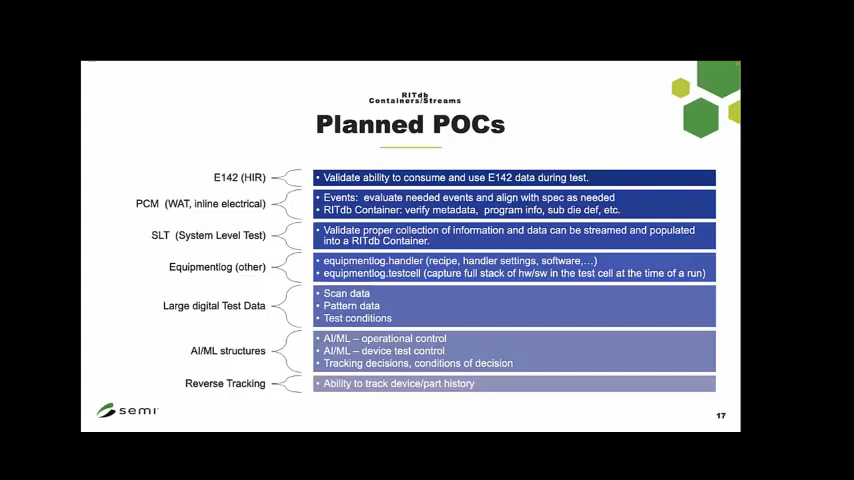 RITdb
Containers/Streams
Planned POCs
E142 (HIR)
• Validate ability to consume and use E142 data during test.
PCM (WAT, inline electrical)
• Events: evaluate needed events and align with spec as needed
• RITdb Container: verify metadata, program info, sub die def, etc.
SLT (System Level Test)
• Validate proper collection of information and data can be streamed and populated
into a RITdb Container.
Equipmentlog (other)
• equipmentlog.handler (recipe, handler settings, software,...)
• equipmentlog.testcell (capture full stack of hw/sw in the test cell at the time of a run)
Large digital Test Data
• Scan data
• Pattern data
• Test conditions
AI/ML structures
• AI/ML – operational control
• AI/ML – device test control
• Tracking decisions, conditions of decision
Reverse Tracking
• Ability to track device/part history
semi
17